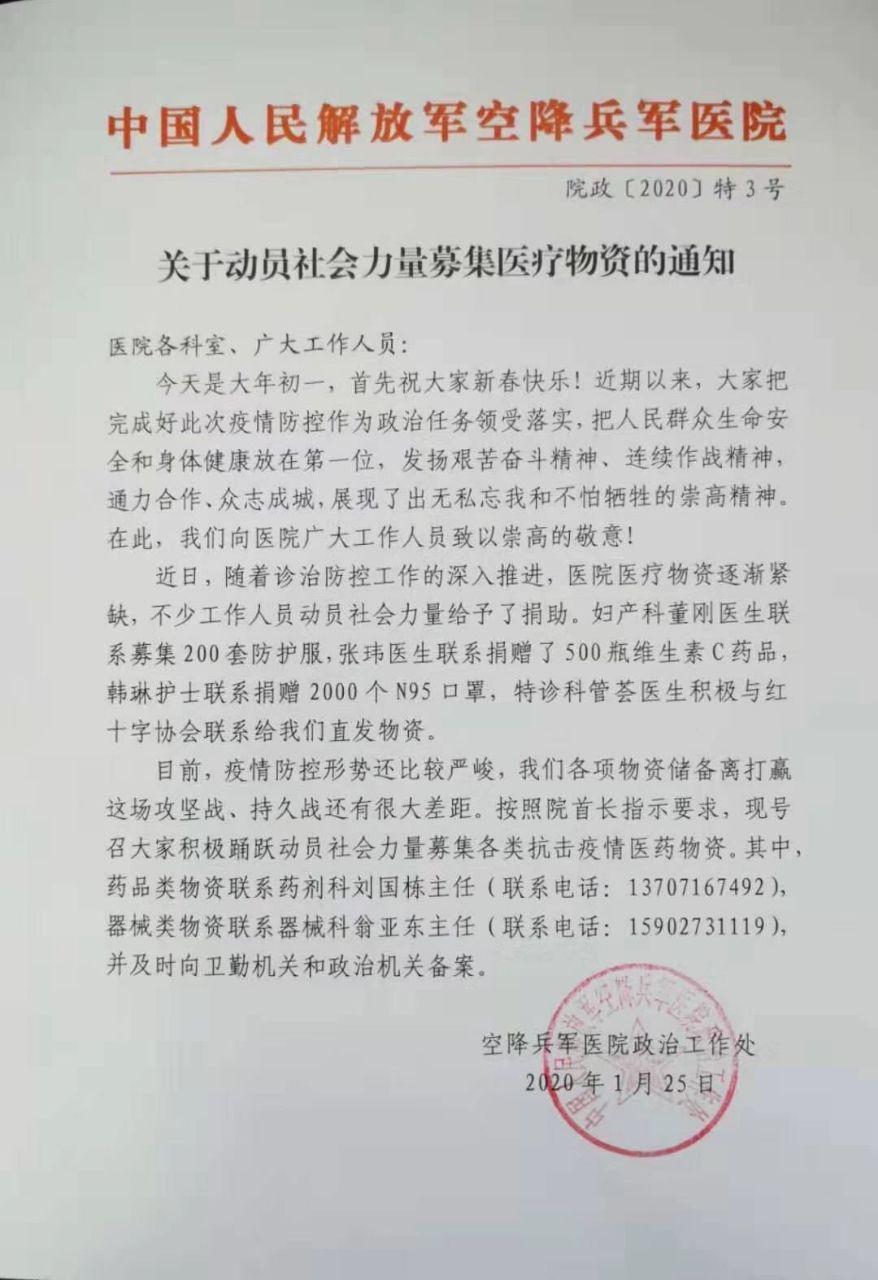 中国人民解放军空降兵军医院
院政〔2020〕特3号
关于动员社会力量募集医疗物资的通知
医院各科室、广大工作人员：
今天是大年初一，首先祝大家新春快乐！近期以来，大家把
完成好此次疫情防控作为政治任务领受落实，把人民群众生命安
全和身体健康放在第一位，发扬艰苦奋斗精神、连续作战精神，
通力合作、众志成城，展现了出无私忘我和不怕牺牲的崇高精神。
在此，我们向医院广大工作人员致以崇高的敬意！
近日，随着诊治防控工作的深入推进，医院医疗物资逐渐紧
缺，不少工作人员动员社会力量给予了捐助。妇产科董刚医生联
系募集200套防护服，张玮医生联系捐赠了500瓶维生素C药品，
韩琳护士联系捐赠2000个N95口罩，特诊科管荟医生积极与红
十字协会联系给我们直发物资。
目前，疫情防控形势还比较严峻，我们各项物资储备离打赢
这场攻坚战、持久战还有很大差距。按照院首长指示要求，现号
召大家积极踊跃动员社会力量募集各类抗击疫情医药物资。其中，
药品类物资联系药剂科刘国栋主任（联系电话：13707167492），
器械类物资联系器械科翁亚东主任（联系电话：15902731119），
并及时向卫勤机关和政治机关备案。
空降兵军医院政治工作处
2020年1月25日